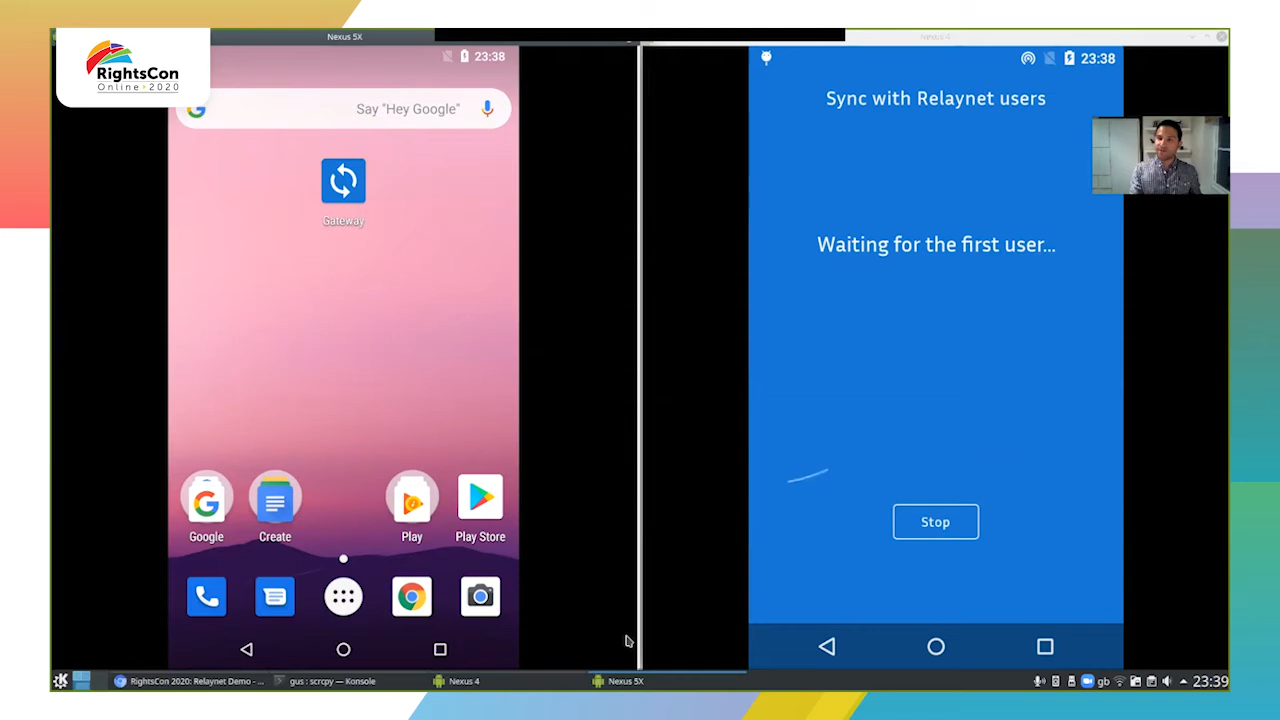 RightsCon
Online 2020
Nexus 5X
Nexus 4
23:38
Say "Hey Google"
Gateway
Google
Create
Play
Play Store
23:38
Sync with Relaynet users
Waiting for the first user...
Stop
RightsCon 2020: Relaynet Demo - ...
gus : scrcpy — Konsole
Nexus 4
Nexus 5X
gb
23:39